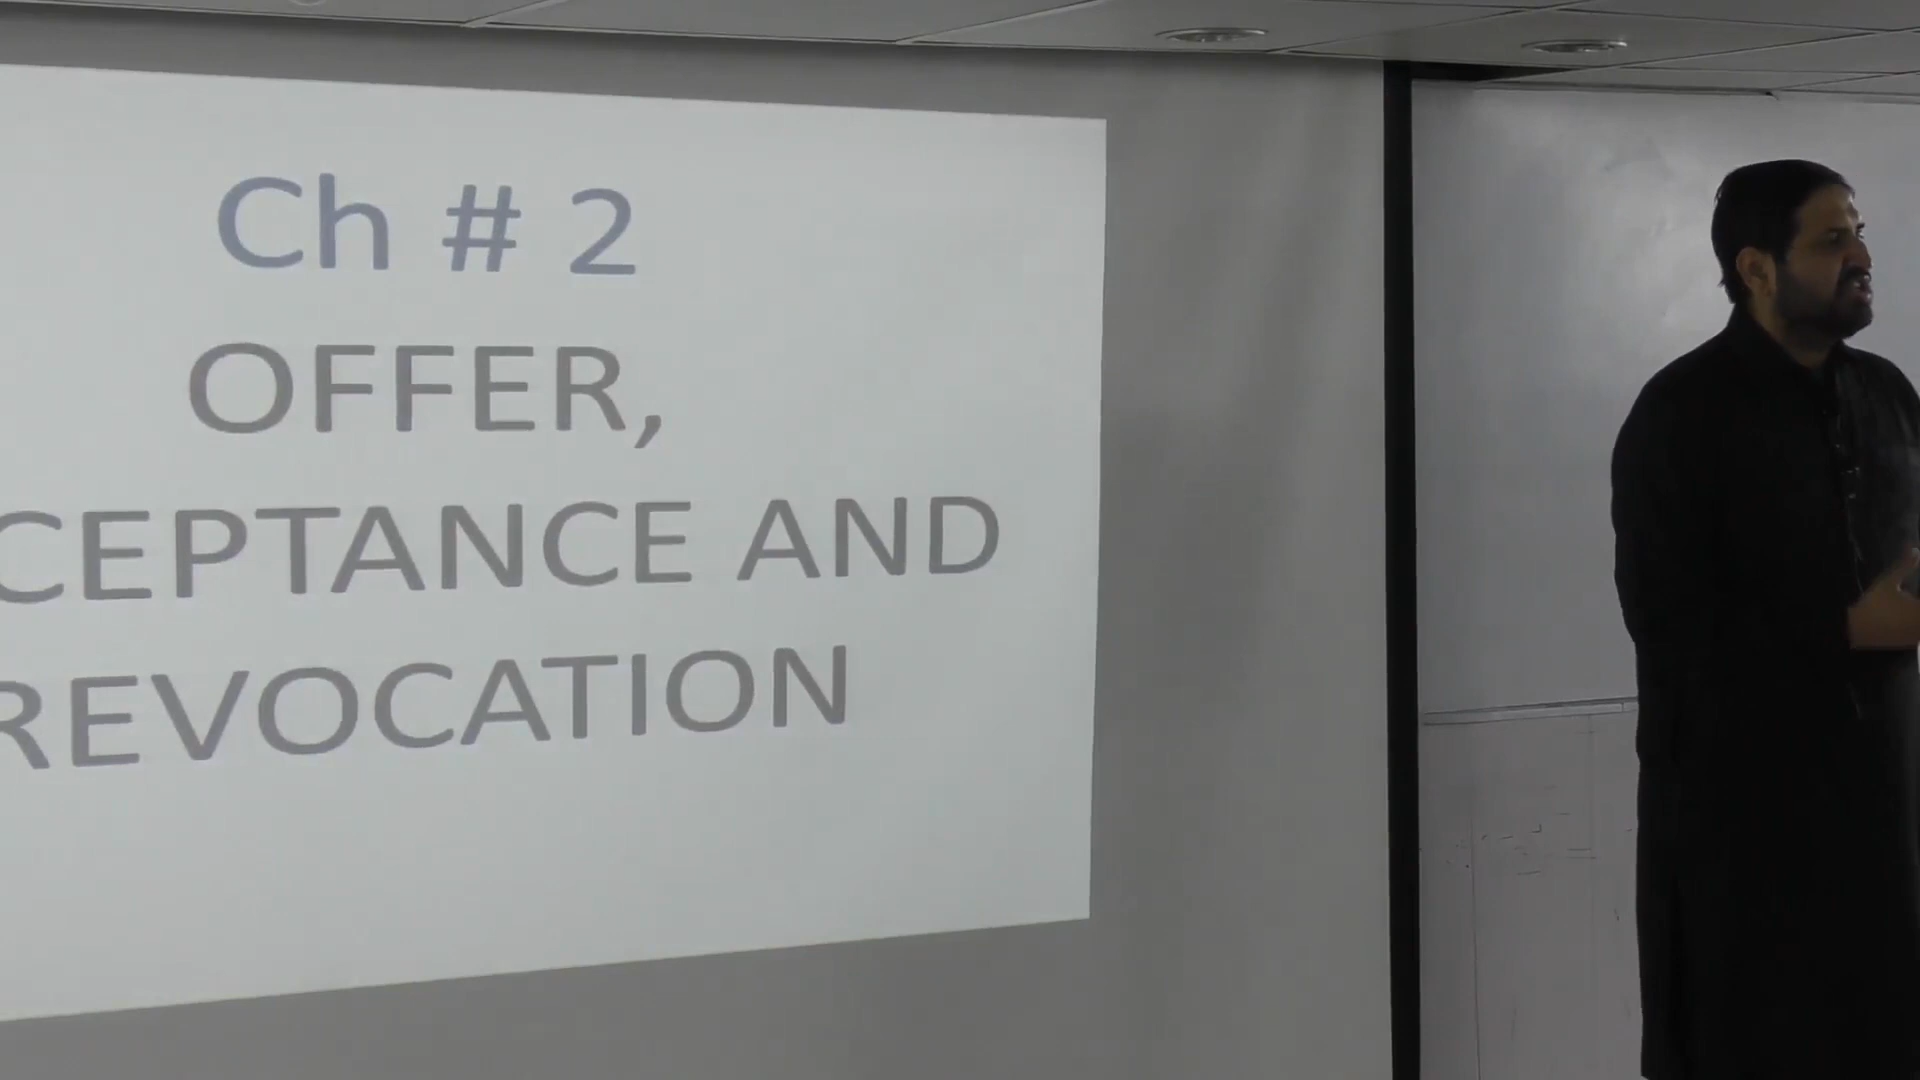 Ch # 2
OFFER,
CEPTANCE AND
REVOCATION